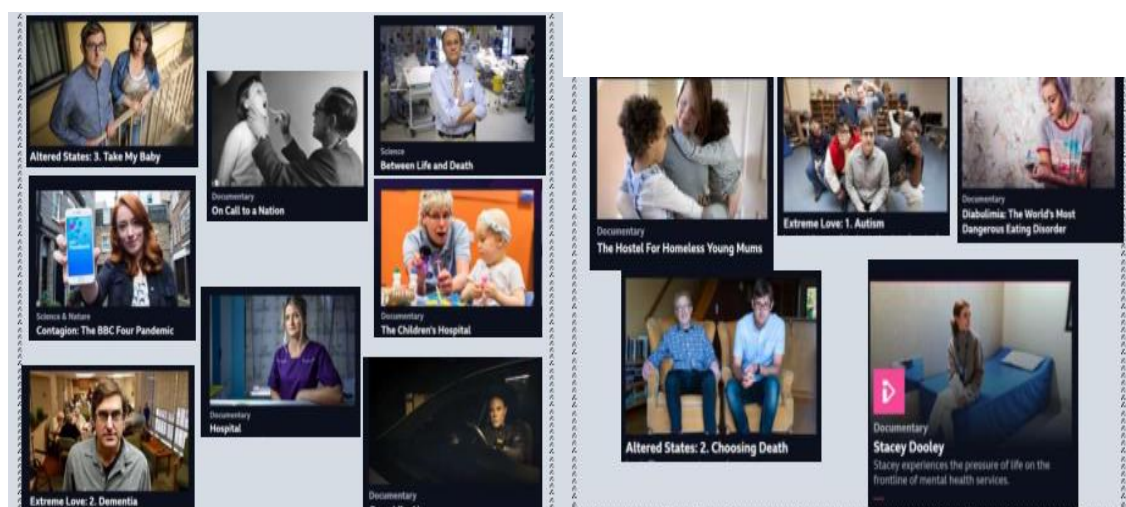 Altered States: 3. Take My Baby
Documentary
On Call to a Nation
Science
Between Life and Death
Science & Nature
Contagion: The BBC Four Pandemic
Documentary
The Children's Hospital
Documentary
Hospital
Extreme Love: 2. Dementia
Documentary
Documentary
The Hostel For Homeless Young Mums
Extreme Love: 1. Autism
Documentary
Diabulimia: The World's Most
Dangerous Eating Disorder
Altered States: 2. Choosing Death
Documentary
Stacey Dooley
Stacey experiences the pressure of life on the
frontline of mental health services.